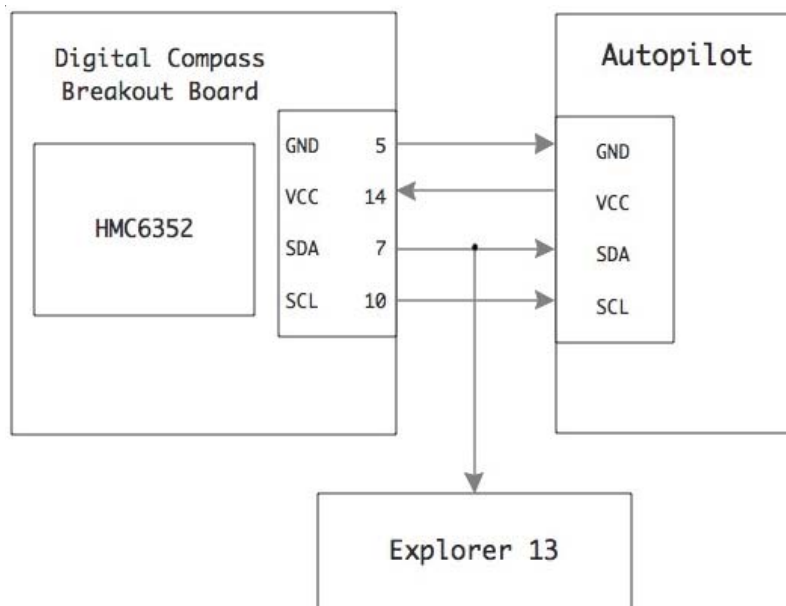 Digital Compass
Breakout Board
HMC6352
GND 5
VCC 14
SDA 7
SCL 10
Autopilot
GND
VCC
SDA
SCL
Explorer 13